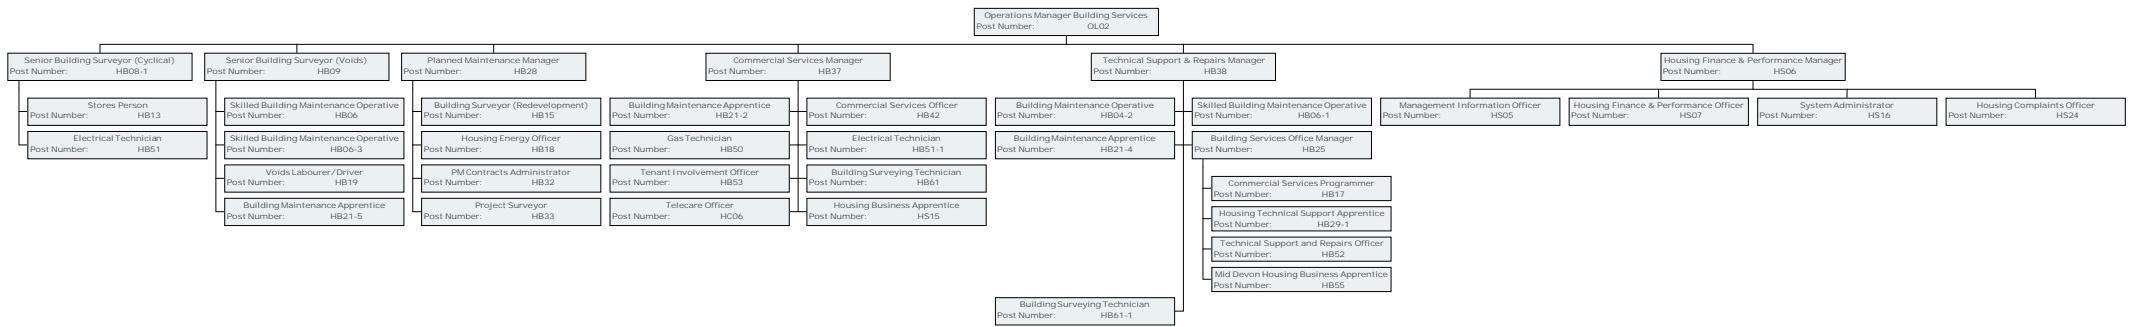 Operations Manager Building Services
Post Number: OL02
Senior Building Surveyor (Cyclical)
Post Number: HB08-1
Senior Building Surveyor (Voids)
Post Number: HB09
Planned Maintenance Manager
Post Number: HB28
Commercial Services Manager
Post Number: HB37
Technical Support & Repairs Manager
Post Number: HB38
Housing Finance & Performance Manager
Post Number: HS06
Stores Person
Post Number: HB13
Electrical Technician
Post Number: HB51
Skilled Building Maintenance Operative
Post Number: HB06
Skilled Building Maintenance Operative
Post Number: HB06-3
Voids Labourer/Driver
Post Number: HB19
Building Maintenance Apprentice
Post Number: HB21-5
Building Surveyor (Redevelopment)
Post Number: HB15
Housing Energy Officer
Post Number: HB18
PM Contracts Administrator
Post Number: HB32
Project Surveyor
Post Number: HB33
Building Maintenance Apprentice
Post Number: HB21-2
Commercial Services Officer
Post Number: HB42
Gas Technician
Post Number: HB50
Electrical Technician
Post Number: HB51-1
Tenant Involvement Officer
Post Number: HB53
Building Surveying Technician
Post Number: HB61
Telecare Officer
Post Number: HC06
Housing Business Apprentice
Post Number: HS15
Building Maintenance Operative
Post Number: HB04-2
Skilled Building Maintenance Operative
Post Number: HB06-1
Building Maintenance Apprentice
Post Number: HB21-4
Building Services Office Manager
Post Number: HB25
Commercial Services Programmer
Post Number: HB17
Housing Technical Support Apprentice
Post Number: HB29-1
Technical Support and Repairs Officer
Post Number: HB52
Mid Devon Housing Business Apprentice
Post Number: HB55
Building Surveying Technician
Post Number: HB61-1
Management Information Officer
Post Number: HS05
Housing Finance & Performance Officer
Post Number: HS07
System Administrator
Post Number: HS16
Housing Complaints Officer
Post Number: HS24